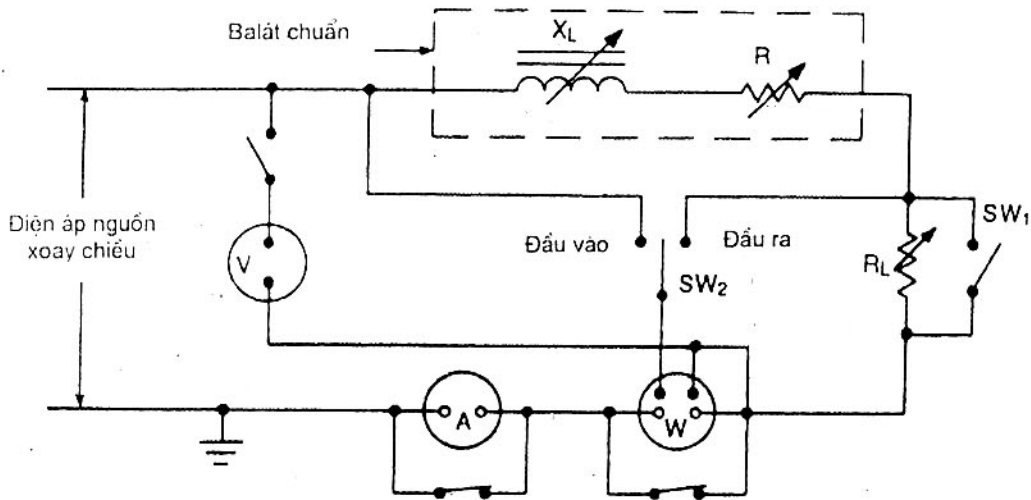 Balát chuẩn
X_L
R
Điện áp nguồn
xoay chiều
V
Đầu vào
Đầu ra
SW₂
R_L
SW₁
A
W